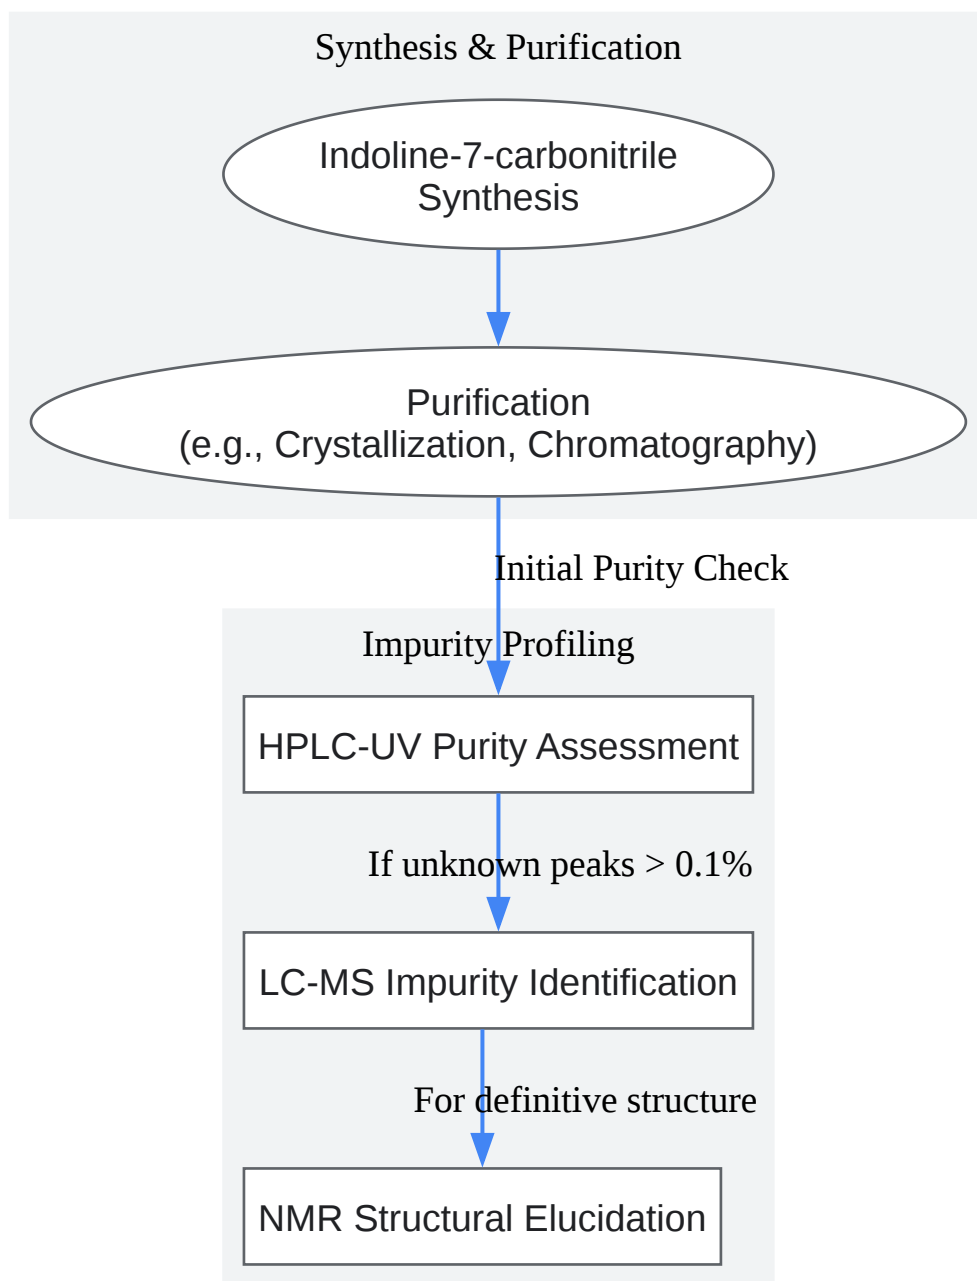 Synthesis & Purification
Indoline-7-carbonitrile
Synthesis
Purification
(e.g., Crystallization, Chromatography)
Initial Purity Check
Impurity Profiling
HPLC-UV Purity Assessment
If unknown peaks > 0.1%
LC-MS Impurity Identification
For definitive structure
NMR Structural Elucidation